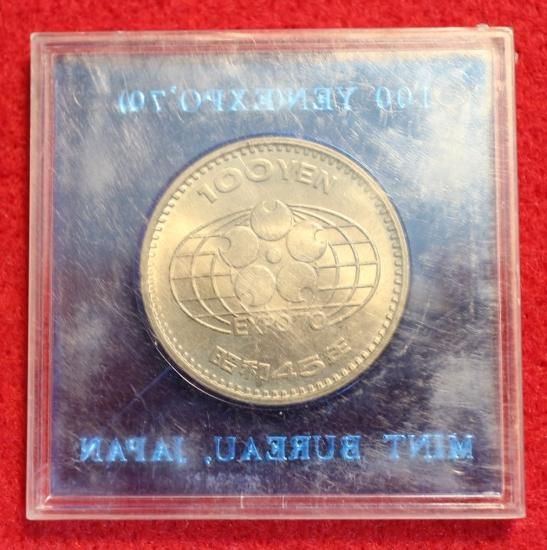 100 YEN(EXPO'70)
100 YEN
EXPO'70
昭和45年
MINT BUREAU, JAPAN